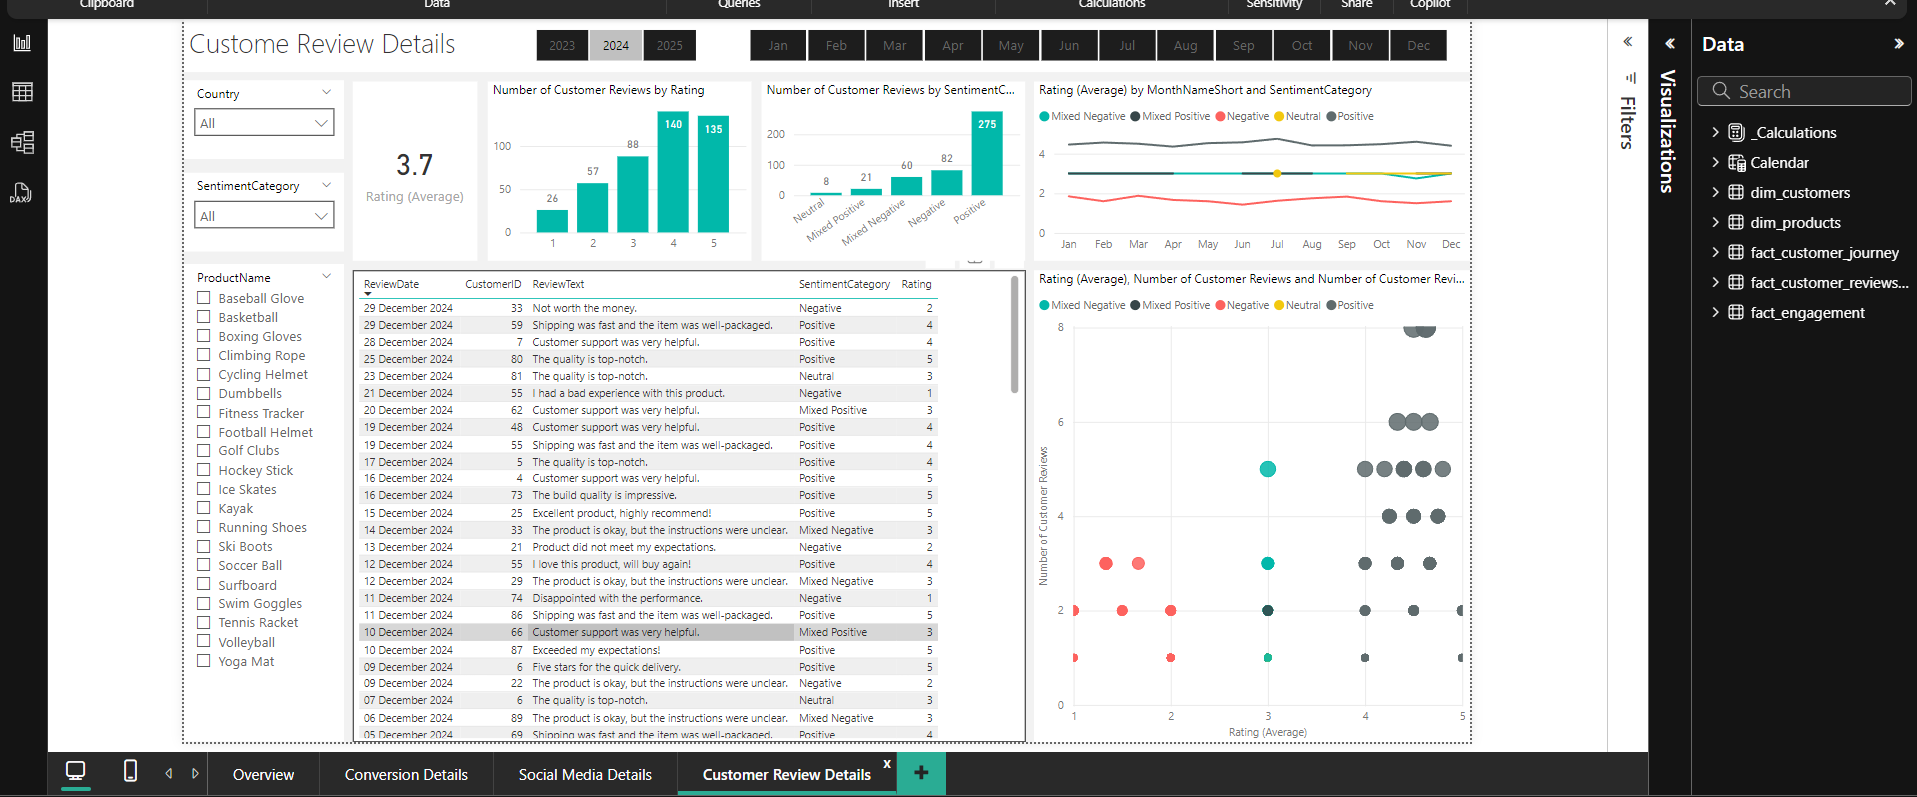 Clipboard Data Queries Insert Calculations Sensitivity Share Copilot
Custome Review Details
2023 2024 2025
Jan Feb Mar Apr May Jun Jul Aug Sep Oct Nov Dec
Country
All
SentimentCategory
All
ProductName
Baseball Glove
Basketball
Boxing Gloves
Climbing Rope
Cycling Helmet
Dumbbells
Fitness Tracker
Football Helmet
Golf Clubs
Hockey Stick
Ice Skates
Kayak
Running Shoes
Ski Boots
Soccer Ball
Surfboard
Swim Goggles
Tennis Racket
Volleyball
Yoga Mat
3.7
Rating (Average)
Number of Customer Reviews by Rating
100
50
0
26 57 88 140 135
1 2 3 4 5
Number of Customer Reviews by SentimentC...
200
100
0
8 21 60 82 275
Neutral
Mixed Positive
Mixed Negative
Negative
Positive
Rating (Average) by MonthNameShort and SentimentCategory
Mixed Negative Mixed Positive Negative Neutral Positive
4
2
0
Jan Feb Mar Apr May Jun Jul Aug Sep Oct Nov Dec
ReviewDate CustomerID ReviewText SentimentCategory Rating
29 December 2024 33 Not worth the money. Negative 2
29 December 2024 59 Shipping was fast and the item was well-packaged. Positive 4
28 December 2024 7 Customer support was very helpful. Positive 4
25 December 2024 80 The quality is top-notch. Positive 5
23 December 2024 81 The quality is top-notch. Neutral 3
21 December 2024 55 I had a bad experience with this product. Negative 1
20 December 2024 62 Customer support was very helpful. Mixed Positive 3
19 December 2024 48 Customer support was very helpful. Positive 4
19 December 2024 55 Shipping was fast and the item was well-packaged. Positive 4
17 December 2024 5 The quality is top-notch. Positive 4
16 December 2024 4 Customer support was very helpful. Positive 5
16 December 2024 73 The build quality is impressive. Positive 5
15 December 2024 25 Excellent product, highly recommend! Positive 5
14 December 2024 33 The product is okay, but the instructions were unclear. Mixed Negative 3
13 December 2024 21 Product did not meet my expectations. Negative 2
12 December 2024 55 I love this product, will buy again! Positive 4
12 December 2024 29 The product is okay, but the instructions were unclear. Mixed Negative 3
11 December 2024 74 Disappointed with the performance. Negative 1
11 December 2024 86 Shipping was fast and the item was well-packaged. Positive 5
10 December 2024 66 Customer support was very helpful. Mixed Positive 3
10 December 2024 87 Exceeded my expectations! Positive 5
09 December 2024 6 Five stars for the quick delivery. Positive 5
09 December 2024 22 The product is okay, but the instructions were unclear. Negative 2
07 December 2024 6 The quality is top-notch. Neutral 3
06 December 2024 89 The product is okay, but the instructions were unclear. Mixed Negative 3
05 December 2024 69 Shipping was fast and the item was well-packaged. Positive 4
Rating (Average), Number of Customer Reviews and Number of Customer Revi...
Mixed Negative Mixed Positive Negative Neutral Positive
Number of Customer Reviews
8
6
4
2
0
1 2 3 4 5
Rating (Average)
Filters
Visualizations
Data
Search
_Calculations
Calendar
dim_customers
dim_products
fact_customer_journey
fact_customer_reviews...
fact_engagement
DAX
Overview Conversion Details Social Media Details Customer Review Details x +